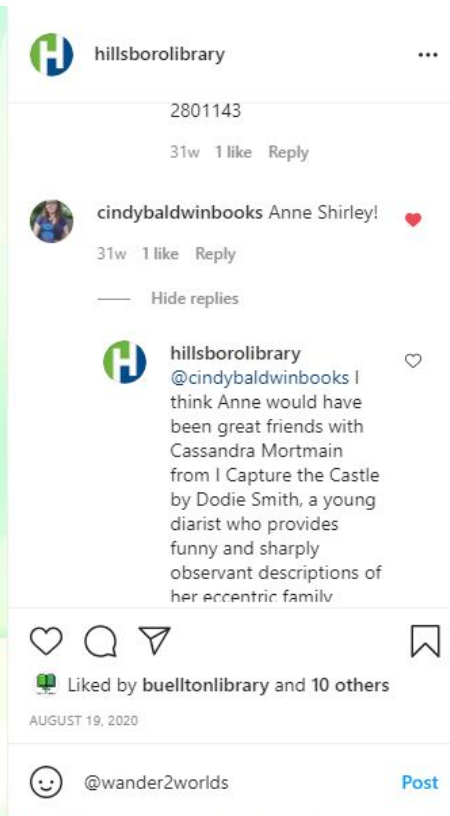 hillsborolibrary
2801143
31w 1 like Reply
cindybaldwinbooks Anne Shirley!
31w 1 like Reply
Hide replies
hillsborolibrary
@cindybaldwinbooks I
think Anne would have
been great friends with
Cassandra Mortmain
from I Capture the Castle
by Dodie Smith, a young
diarist who provides
funny and sharply
observant descriptions of
her eccentric family
Liked by buelltonlibrary and 10 others
AUGUST 19, 2020
@wander2worlds Post